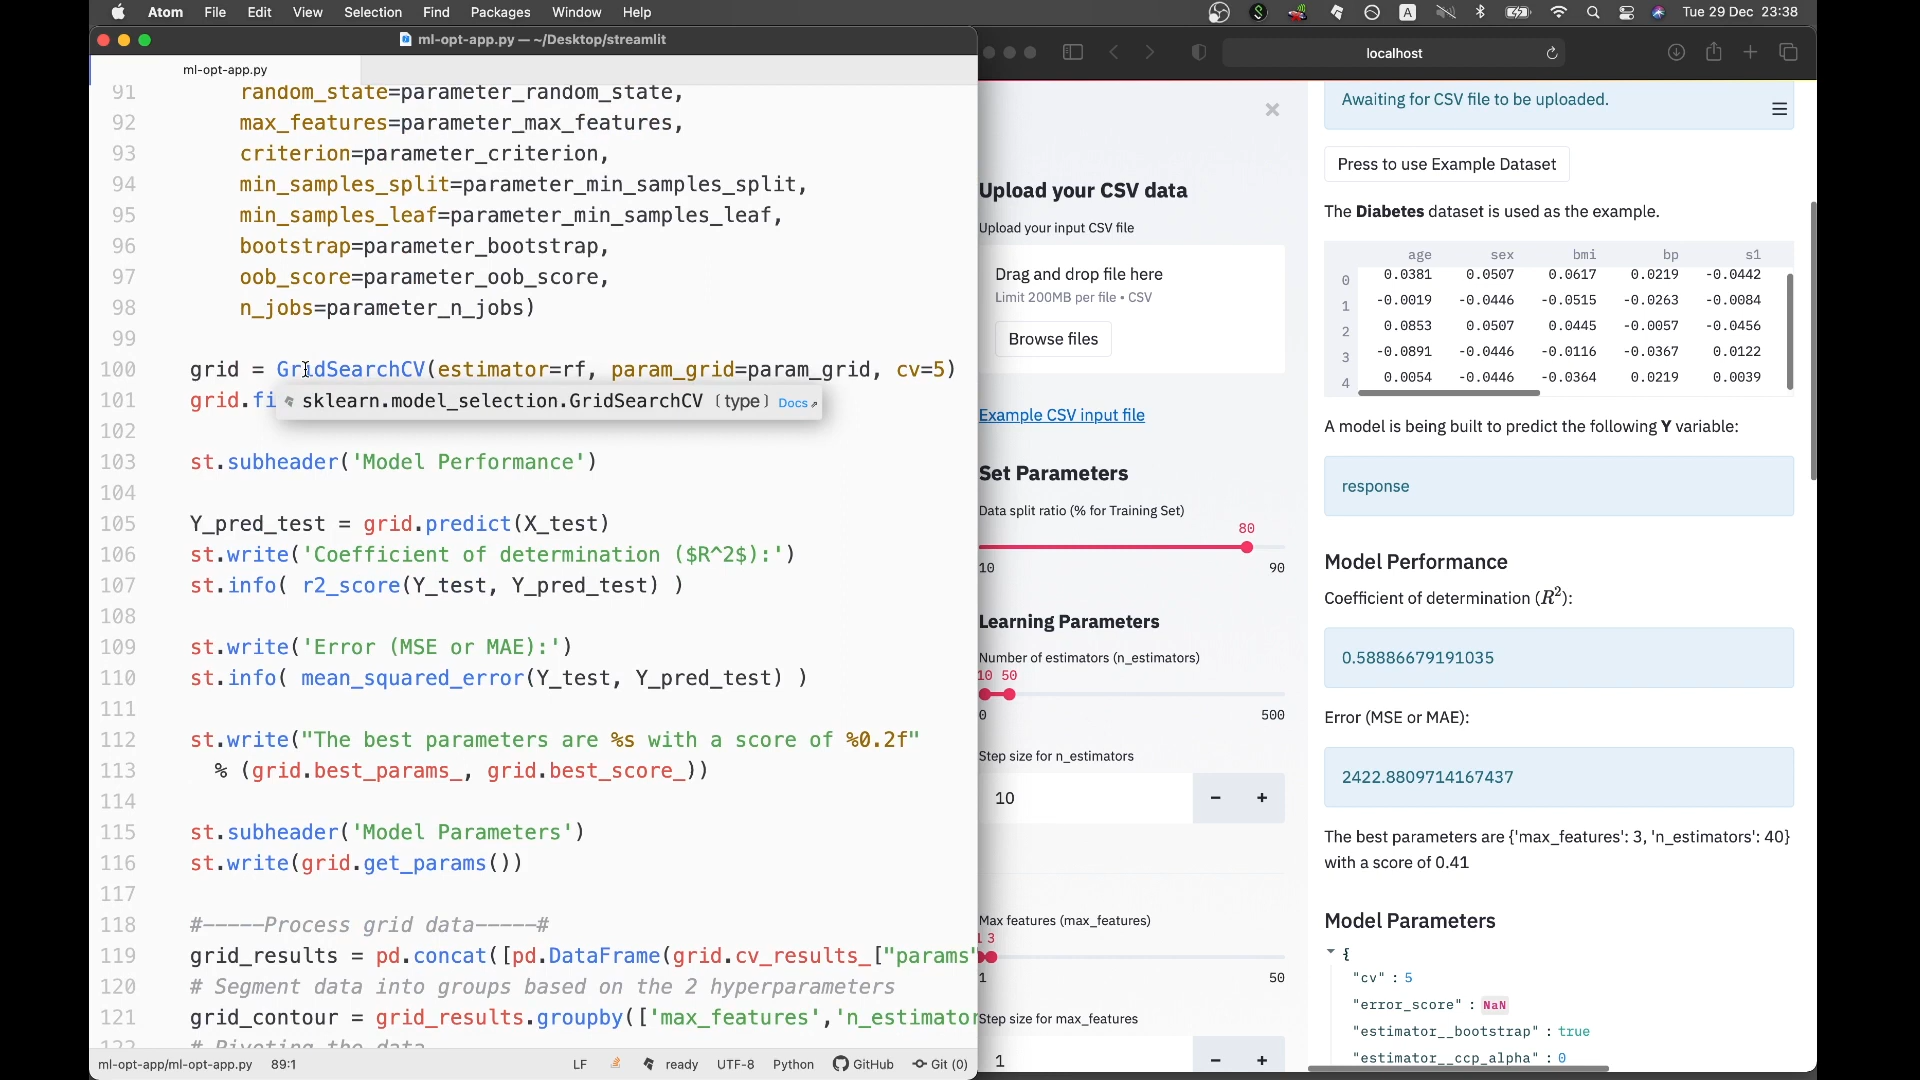 Atom File Edit View Selection Find Packages Window Help
A
Tue 29 Dec 23:38
ml-opt-app.py — ~/Desktop/streamlit
ml-opt-app.py
91 random_state=parameter_random_state,
92 max_features=parameter_max_features,
93 criterion=parameter_criterion,
94 min_samples_split=parameter_min_samples_split,
95 min_samples_leaf=parameter_min_samples_leaf,
96 bootstrap=parameter_bootstrap,
97 oob_score=parameter_oob_score,
98 n_jobs=parameter_n_jobs)
99
100 grid = GridSearchCV(estimator=rf, param_grid=param_grid, cv=5)
101 grid.fi
sklearn.model_selection.GridSearchCV (type) Docs
102
103 st.subheader('Model Performance')
104
105 Y_pred_test = grid.predict(X_test)
106 st.write('Coefficient of determination ($R^2$):')
107 st.info( r2_score(Y_test, Y_pred_test) )
108
109 st.write('Error (MSE or MAE):')
110 st.info( mean_squared_error(Y_test, Y_pred_test) )
111
112 st.write("The best parameters are %s with a score of %0.2f"
113 % (grid.best_params_, grid.best_score_))
114
115 st.subheader('Model Parameters')
116 st.write(grid.get_params())
117
118 #-----Process grid data-----#
119 grid_results = pd.concat([pd.DataFrame(grid.cv_results_["params"
120 # Segment data into groups based on the 2 hyperparameters
121 grid_contour = grid_results.groupby(['max_features','n_estimator
122 # Pivoting the data
ml-opt-app/ml-opt-app.py 89:1 LF ready UTF-8 Python GitHub Git (0)
localhost
Upload your CSV data
Upload your input CSV file
Drag and drop file here
Limit 200MB per file • CSV
Browse files
Example CSV input file
Set Parameters
Data split ratio (% for Training Set)
80
10 90
Learning Parameters
Number of estimators (n_estimators)
10 50
0 500
Step size for n_estimators
10 − +
Max features (max_features)
1 3
1 50
Step size for max_features
1 − +
Awaiting for CSV file to be uploaded.
Press to use Example Dataset
The Diabetes dataset is used as the example.
age sex bmi bp s1
0 0.0381 0.0507 0.0617 0.0219 -0.0442
1 -0.0019 -0.0446 -0.0515 -0.0263 -0.0084
2 0.0853 0.0507 0.0445 -0.0057 -0.0456
3 -0.0891 -0.0446 -0.0116 -0.0367 0.0122
4 0.0054 -0.0446 -0.0364 0.0219 0.0039
A model is being built to predict the following Y variable:
response
Model Performance
Coefficient of determination (R²):
0.58886679191035
Error (MSE or MAE):
2422.8809714167437
The best parameters are {'max_features': 3, 'n_estimators': 40}
with a score of 0.41
Model Parameters
{
"cv" : 5
"error_score" : NaN
"estimator__bootstrap" : true
"estimator__ccp_alpha" : 0